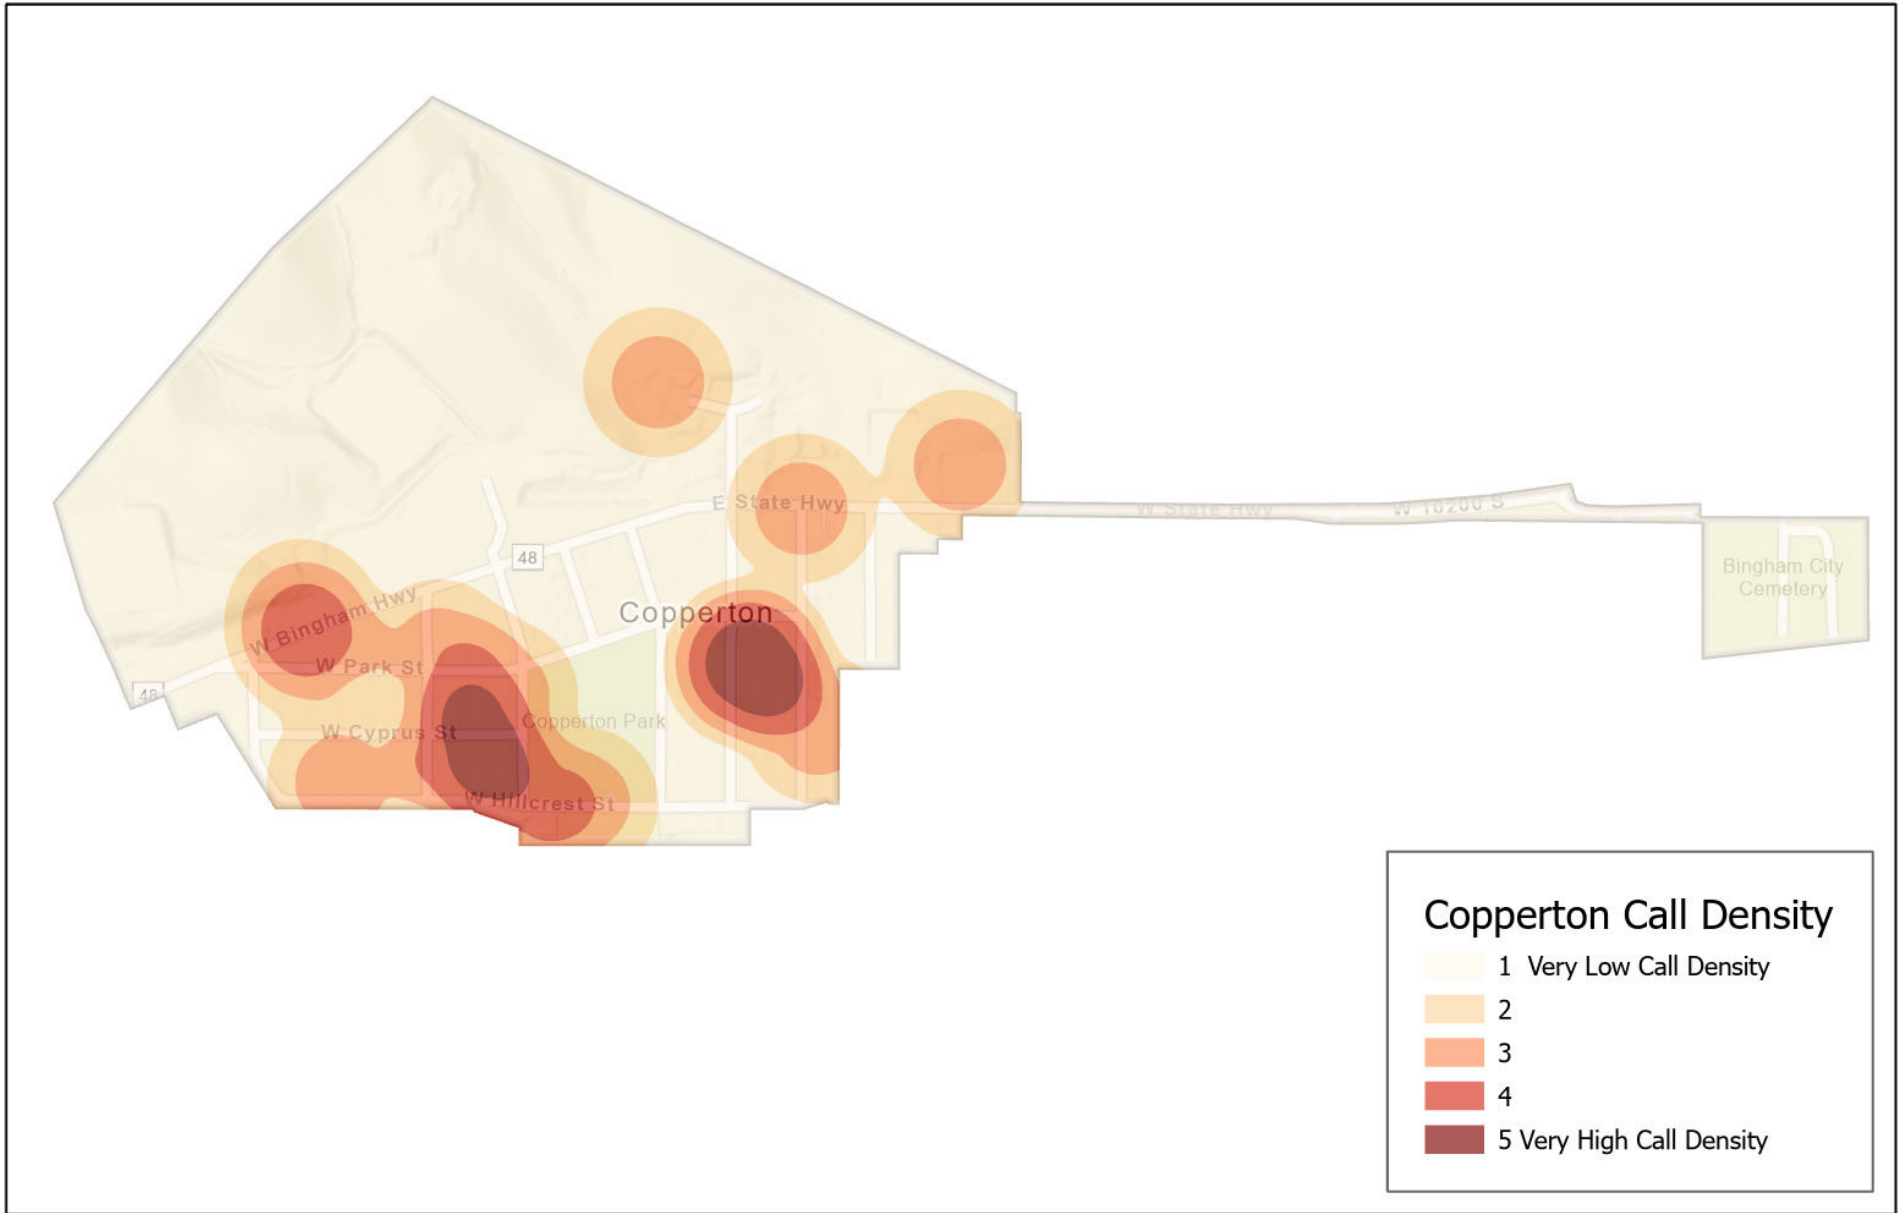 E State Hwy
W State Hwy
W 10200 S
48
Bingham City
Cemetery
W Bingham Hwy
Copperton
W Park St
48
Copperton Park
W Cyprus St
W Hillcrest St
Copperton Call Density
1 Very Low Call Density
2
3
4
5 Very High Call Density